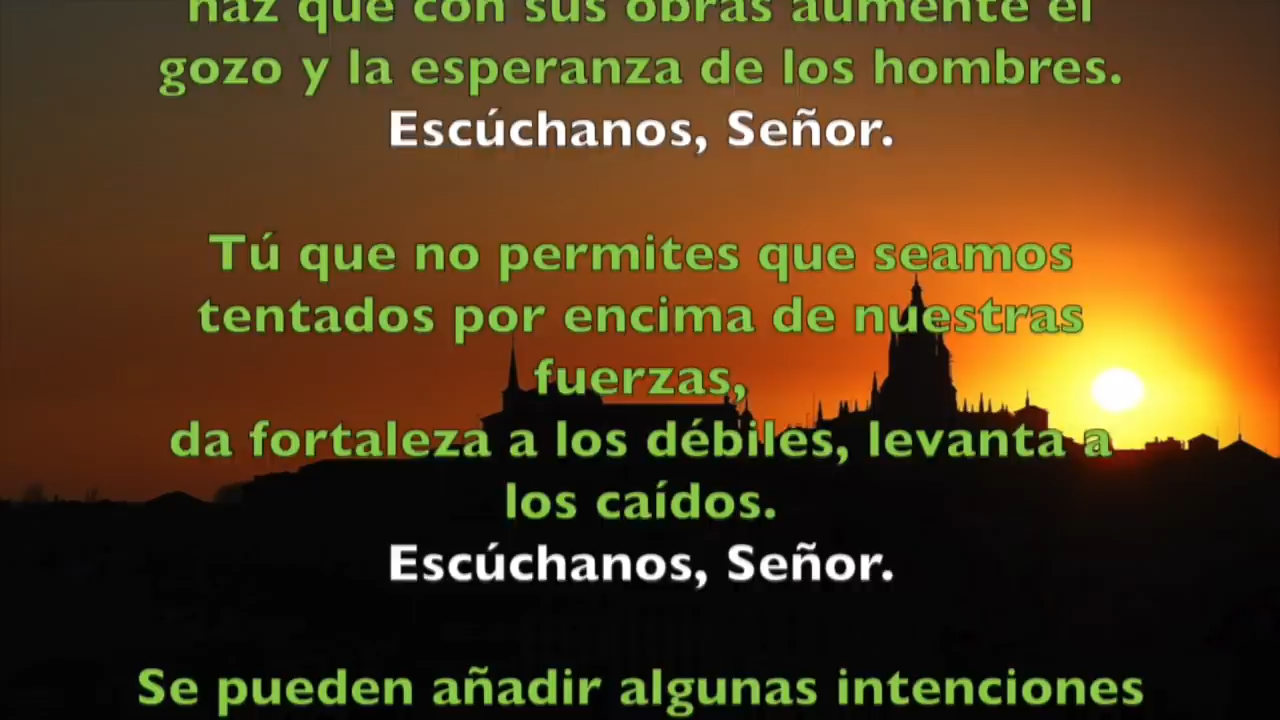 haz que con sus obras aumente el
gozo y la esperanza de los hombres.
Escúchanos, Señor.
Tú que no permites que seamos
tentados por encima de nuestras
fuerzas,
da fortaleza a los débiles, levanta a
los caídos.
Escúchanos, Señor.
Se pueden añadir algunas intenciones